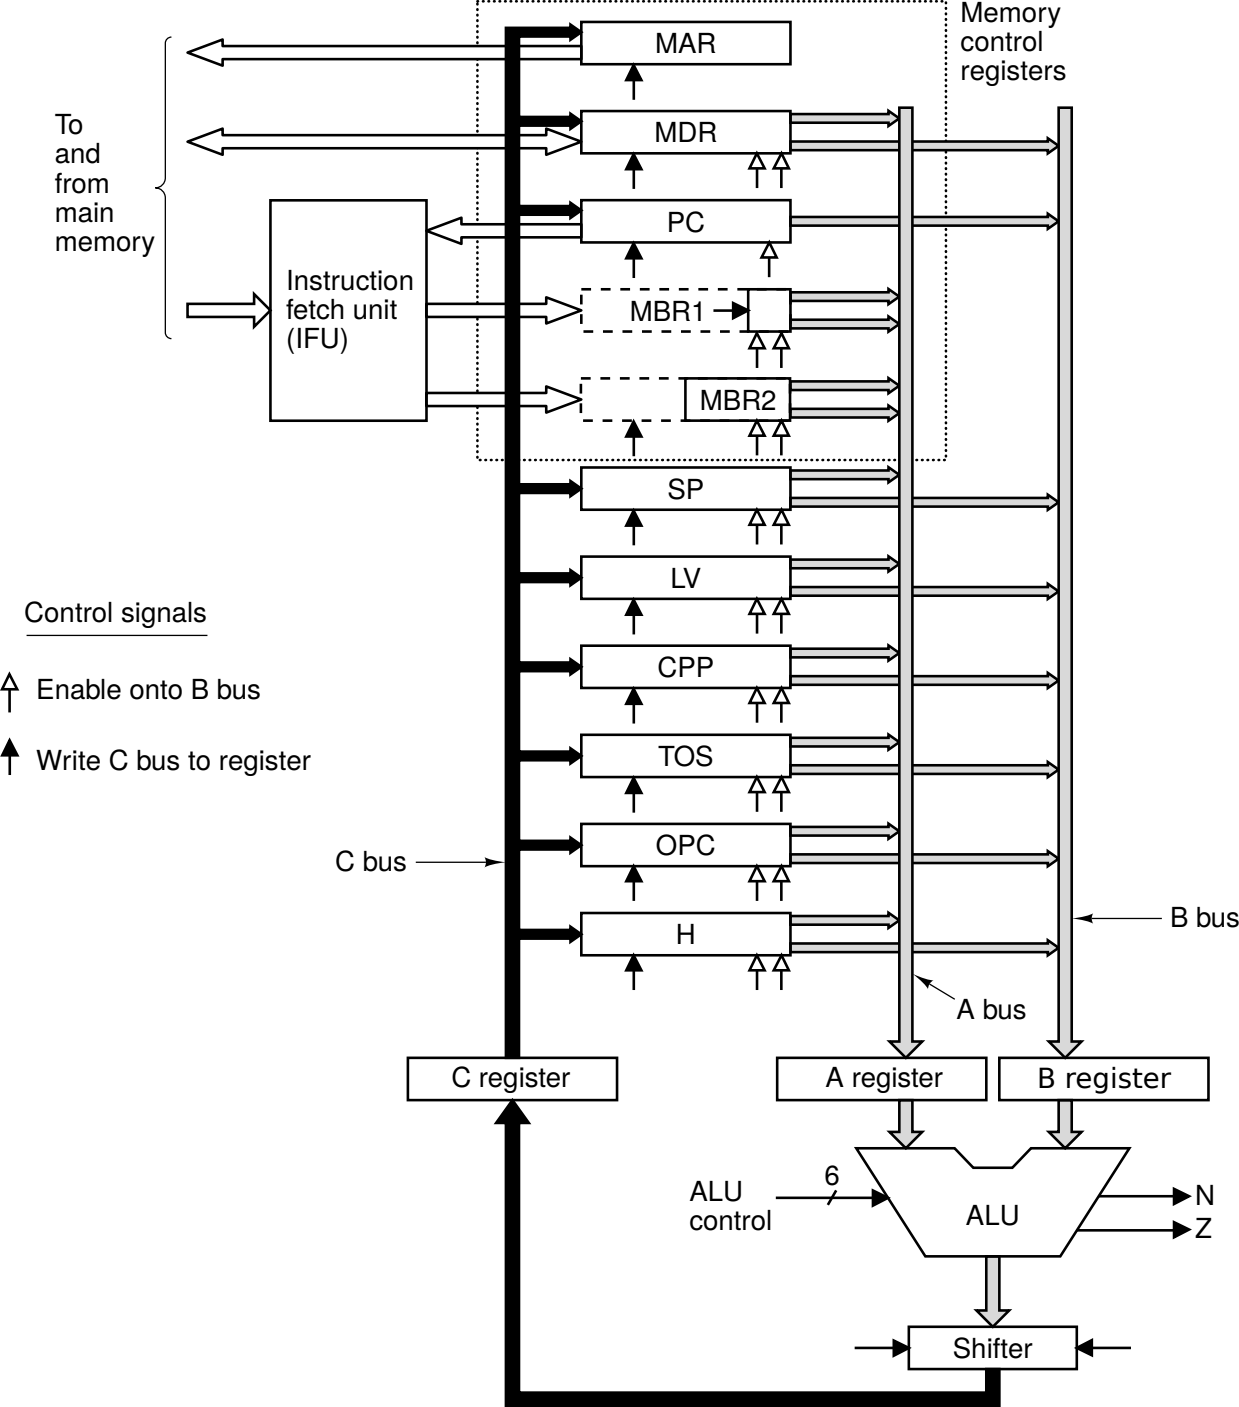 Memory
control
registers
MAR
To
and
from
main
memory
MDR
PC
Instruction
fetch unit
(IFU)
MBR1
MBR2
SP
LV
Control signals
CPP
Enable onto B bus
TOS
Write C bus to register
OPC
C bus
H
B bus
A bus
C register
A register
B register
6
ALU
control
ALU
N
Z
Shifter